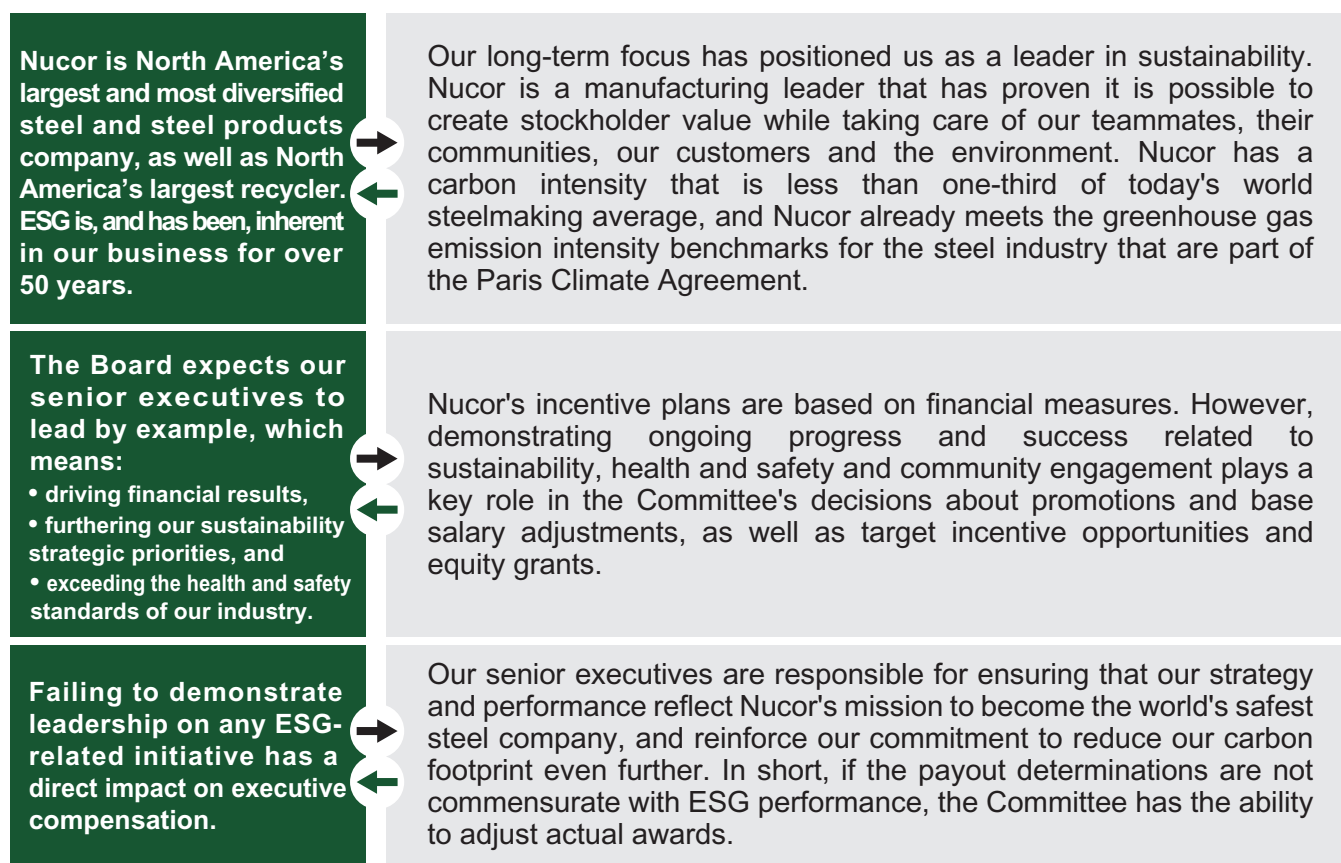 Nucor is North America’s
largest and most diversified
steel and steel products
company, as well as North
America’s largest recycler.
ESG is, and has been, inherent
in our business for over
50 years.
Our long-term focus has positioned us as a leader in sustainability.
Nucor is a manufacturing leader that has proven it is possible to
create stockholder value while taking care of our teammates, their
communities, our customers and the environment. Nucor has a
carbon intensity that is less than one-third of today's world
steelmaking average, and Nucor already meets the greenhouse gas
emission intensity benchmarks for the steel industry that are part of
the Paris Climate Agreement.
The Board expects our
senior executives to
lead by example, which
means:
• driving financial results,
• furthering our sustainability
strategic priorities, and
• exceeding the health and safety
standards of our industry.
Nucor's incentive plans are based on financial measures. However,
demonstrating ongoing progress and success related to
sustainability, health and safety and community engagement plays a
key role in the Committee's decisions about promotions and base
salary adjustments, as well as target incentive opportunities and
equity grants.
Failing to demonstrate
leadership on any ESG-
related initiative has a
direct impact on executive
compensation.
Our senior executives are responsible for ensuring that our strategy
and performance reflect Nucor's mission to become the world's safest
steel company, and reinforce our commitment to reduce our carbon
footprint even further. In short, if the payout determinations are not
commensurate with ESG performance, the Committee has the ability
to adjust actual awards.